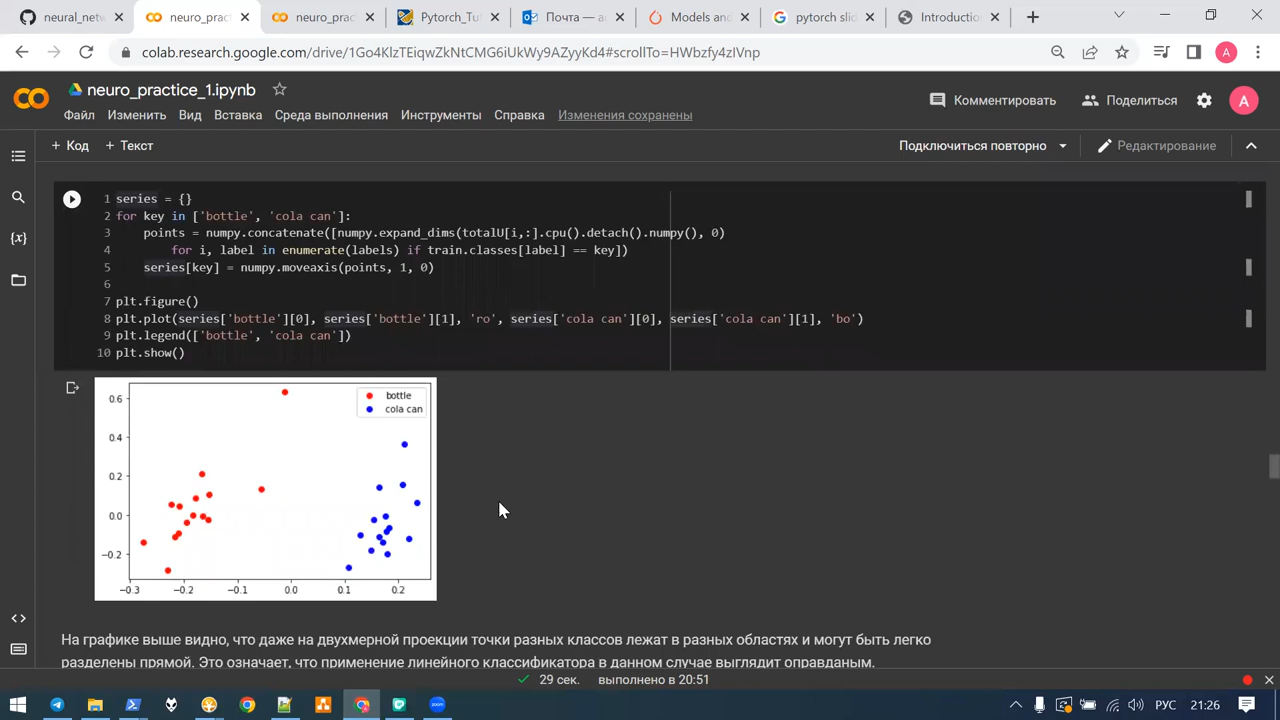 neural_netw
neuro_prac
neuro_prac
Pytorch_Tut
Почта — а
Models and
pytorch slid
Introduction
colab.research.google.com/drive/1Go4KlzTEiqwZkNtCMG6iUkWy9AZyyKd4#scrollTo=HWbzfy4zIVnp
A
neuro_practice_1.ipynb
Файл Изменить Вид Вставка Среда выполнения Инструменты Справка Изменения сохранены
Комментировать Поделиться A
+ Код + Текст Подключиться повторно Редактирование
1 series = {}
2 for key in ['bottle', 'cola can']:
3 points = numpy.concatenate([numpy.expand_dims(totalU[i,:].cpu().detach().numpy(), 0)
4 for i, label in enumerate(labels) if train.classes[label] == key])
5 series[key] = numpy.moveaxis(points, 1, 0)
6
7 plt.figure()
8 plt.plot(series['bottle'][0], series['bottle'][1], 'ro', series['cola can'][0], series['cola can'][1], 'bo')
9 plt.legend(['bottle', 'cola can'])
10 plt.show()
bottle
cola can
0.6
0.4
0.2
0.0
−0.2
−0.3 −0.2 −0.1 0.0 0.1 0.2
На графике выше видно, что даже на двухмерной проекции точки разных классов лежат в разных областях и могут быть легко
разделены прямой. Это означает, что применение линейного классификатора в данном случае выглядит оправданым.
29 сек. выполнено в 20:51
РУС 21:26